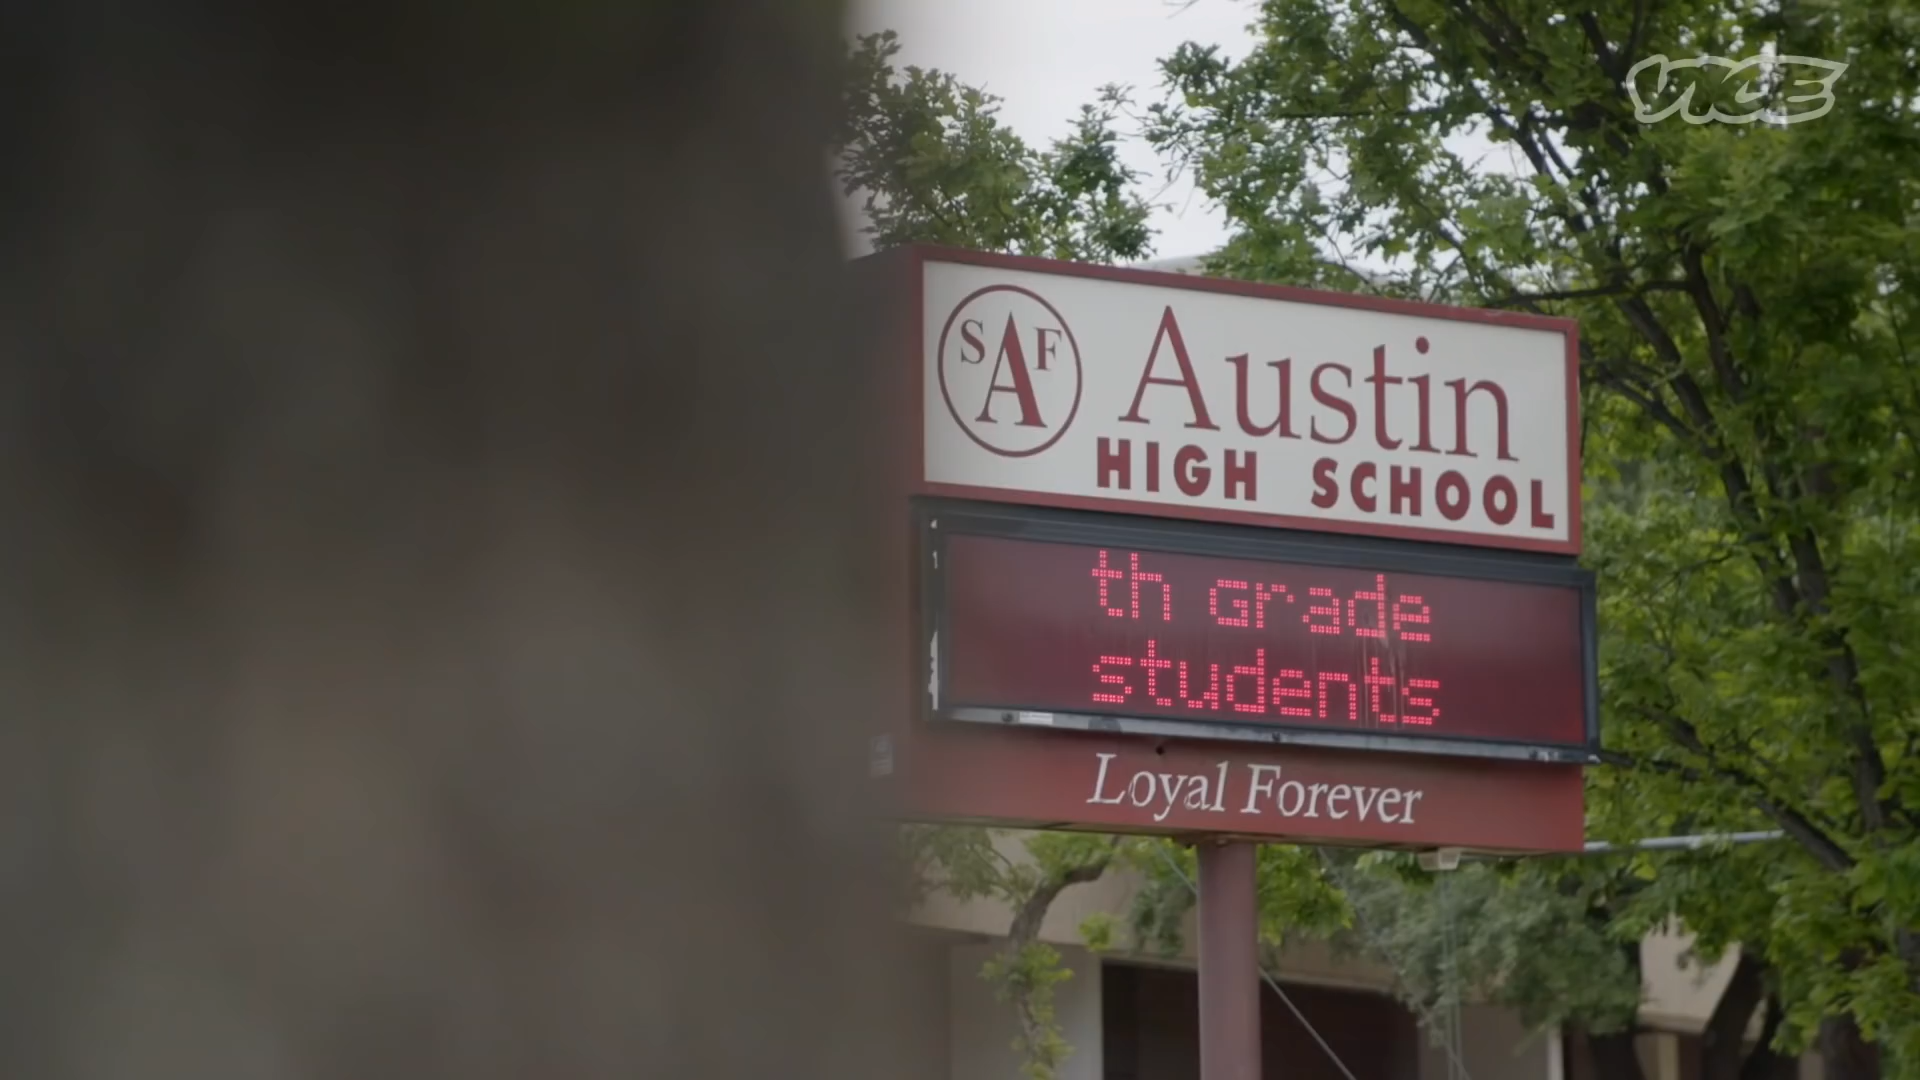 VICE
SAF
Austin
HIGH SCHOOL
th grade
students
Loyal Forever